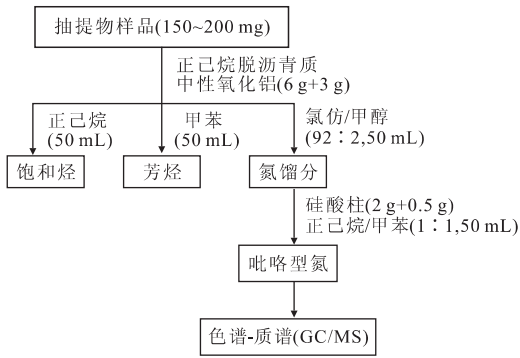 抽提物样品(150~200 mg)
正己烷脱沥青质
中性氧化铝(6 g+3 g)
正己烷
(50 mL)
甲苯
(50 mL)
氯仿/甲醇
(92∶2,50 mL)
饱和烃
芳烃
氮馏分
硅酸柱(2 g+0.5 g)
正己烷/甲苯(1∶1,50 mL)
吡咯型氮
色谱-质谱(GC/MS)